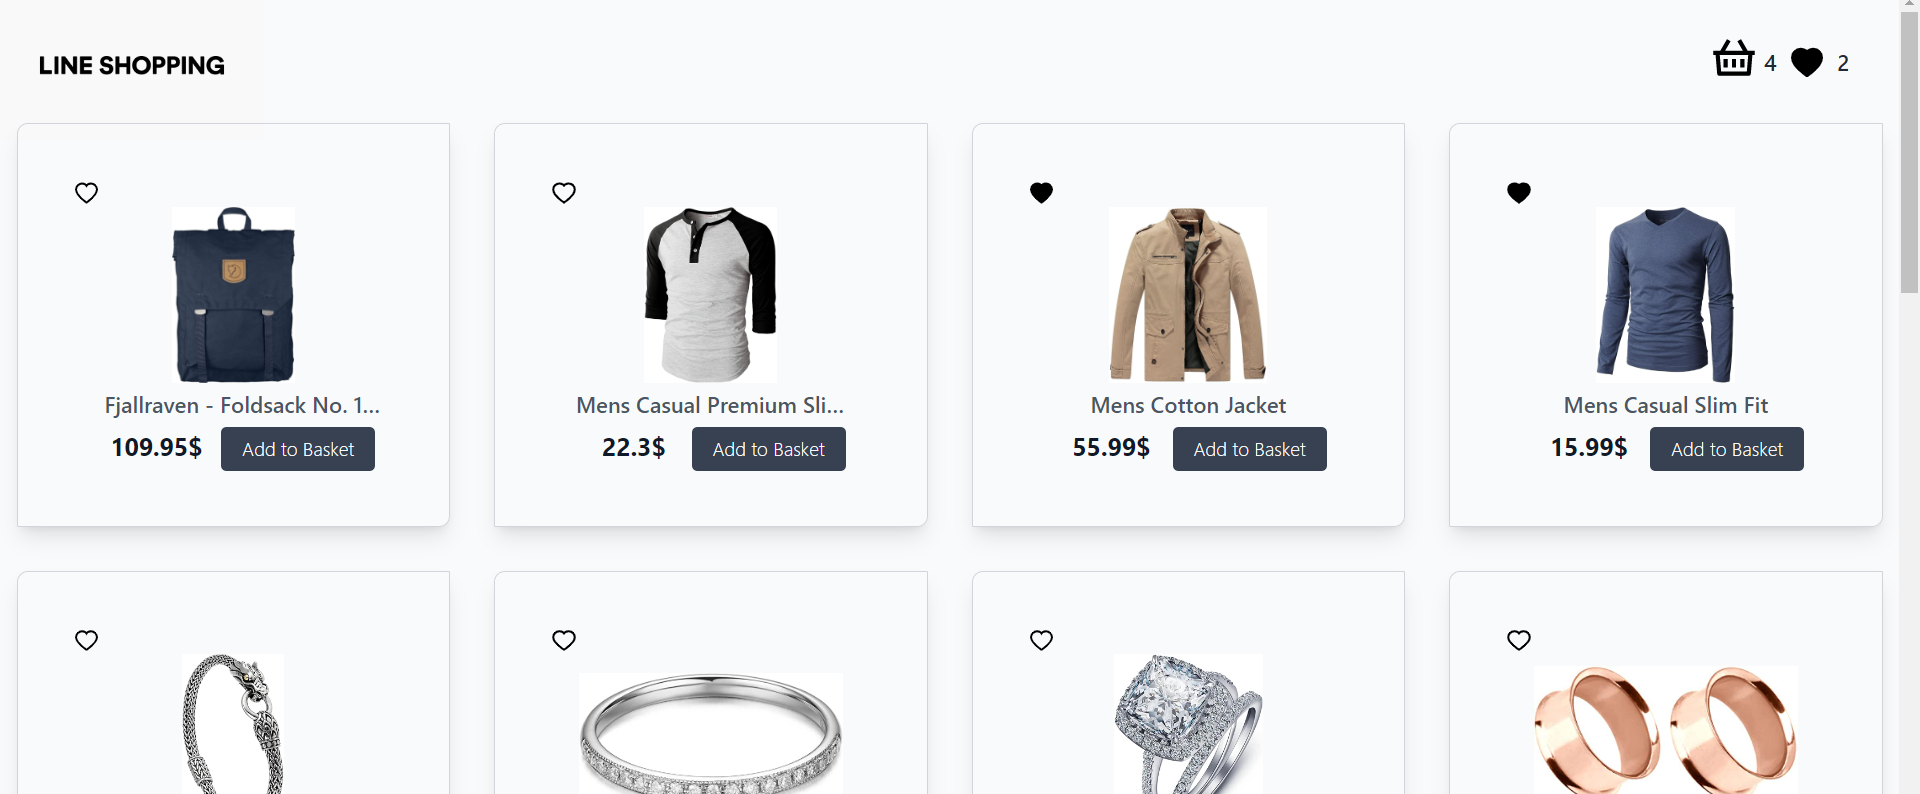 LINE SHOPPING
4
2
Fjallraven - Foldsack No. 1...
109.95$
Add to Basket
Mens Casual Premium Sli...
22.3$
Add to Basket
Mens Cotton Jacket
55.99$
Add to Basket
Mens Casual Slim Fit
15.99$
Add to Basket